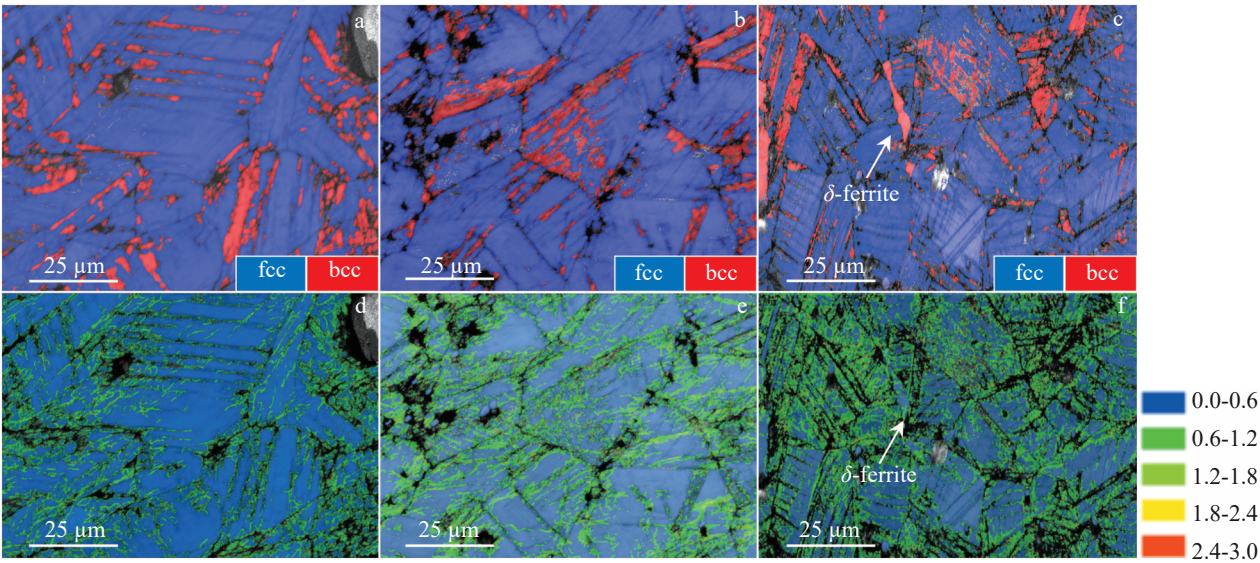 a
b
c
δ-ferrite
25 µm
fcc
bcc
25 µm
fcc
bcc
25 µm
fcc
bcc
d
e
f
δ-ferrite
25 µm
25 µm
25 µm
0.0-0.6
0.6-1.2
1.2-1.8
1.8-2.4
2.4-3.0